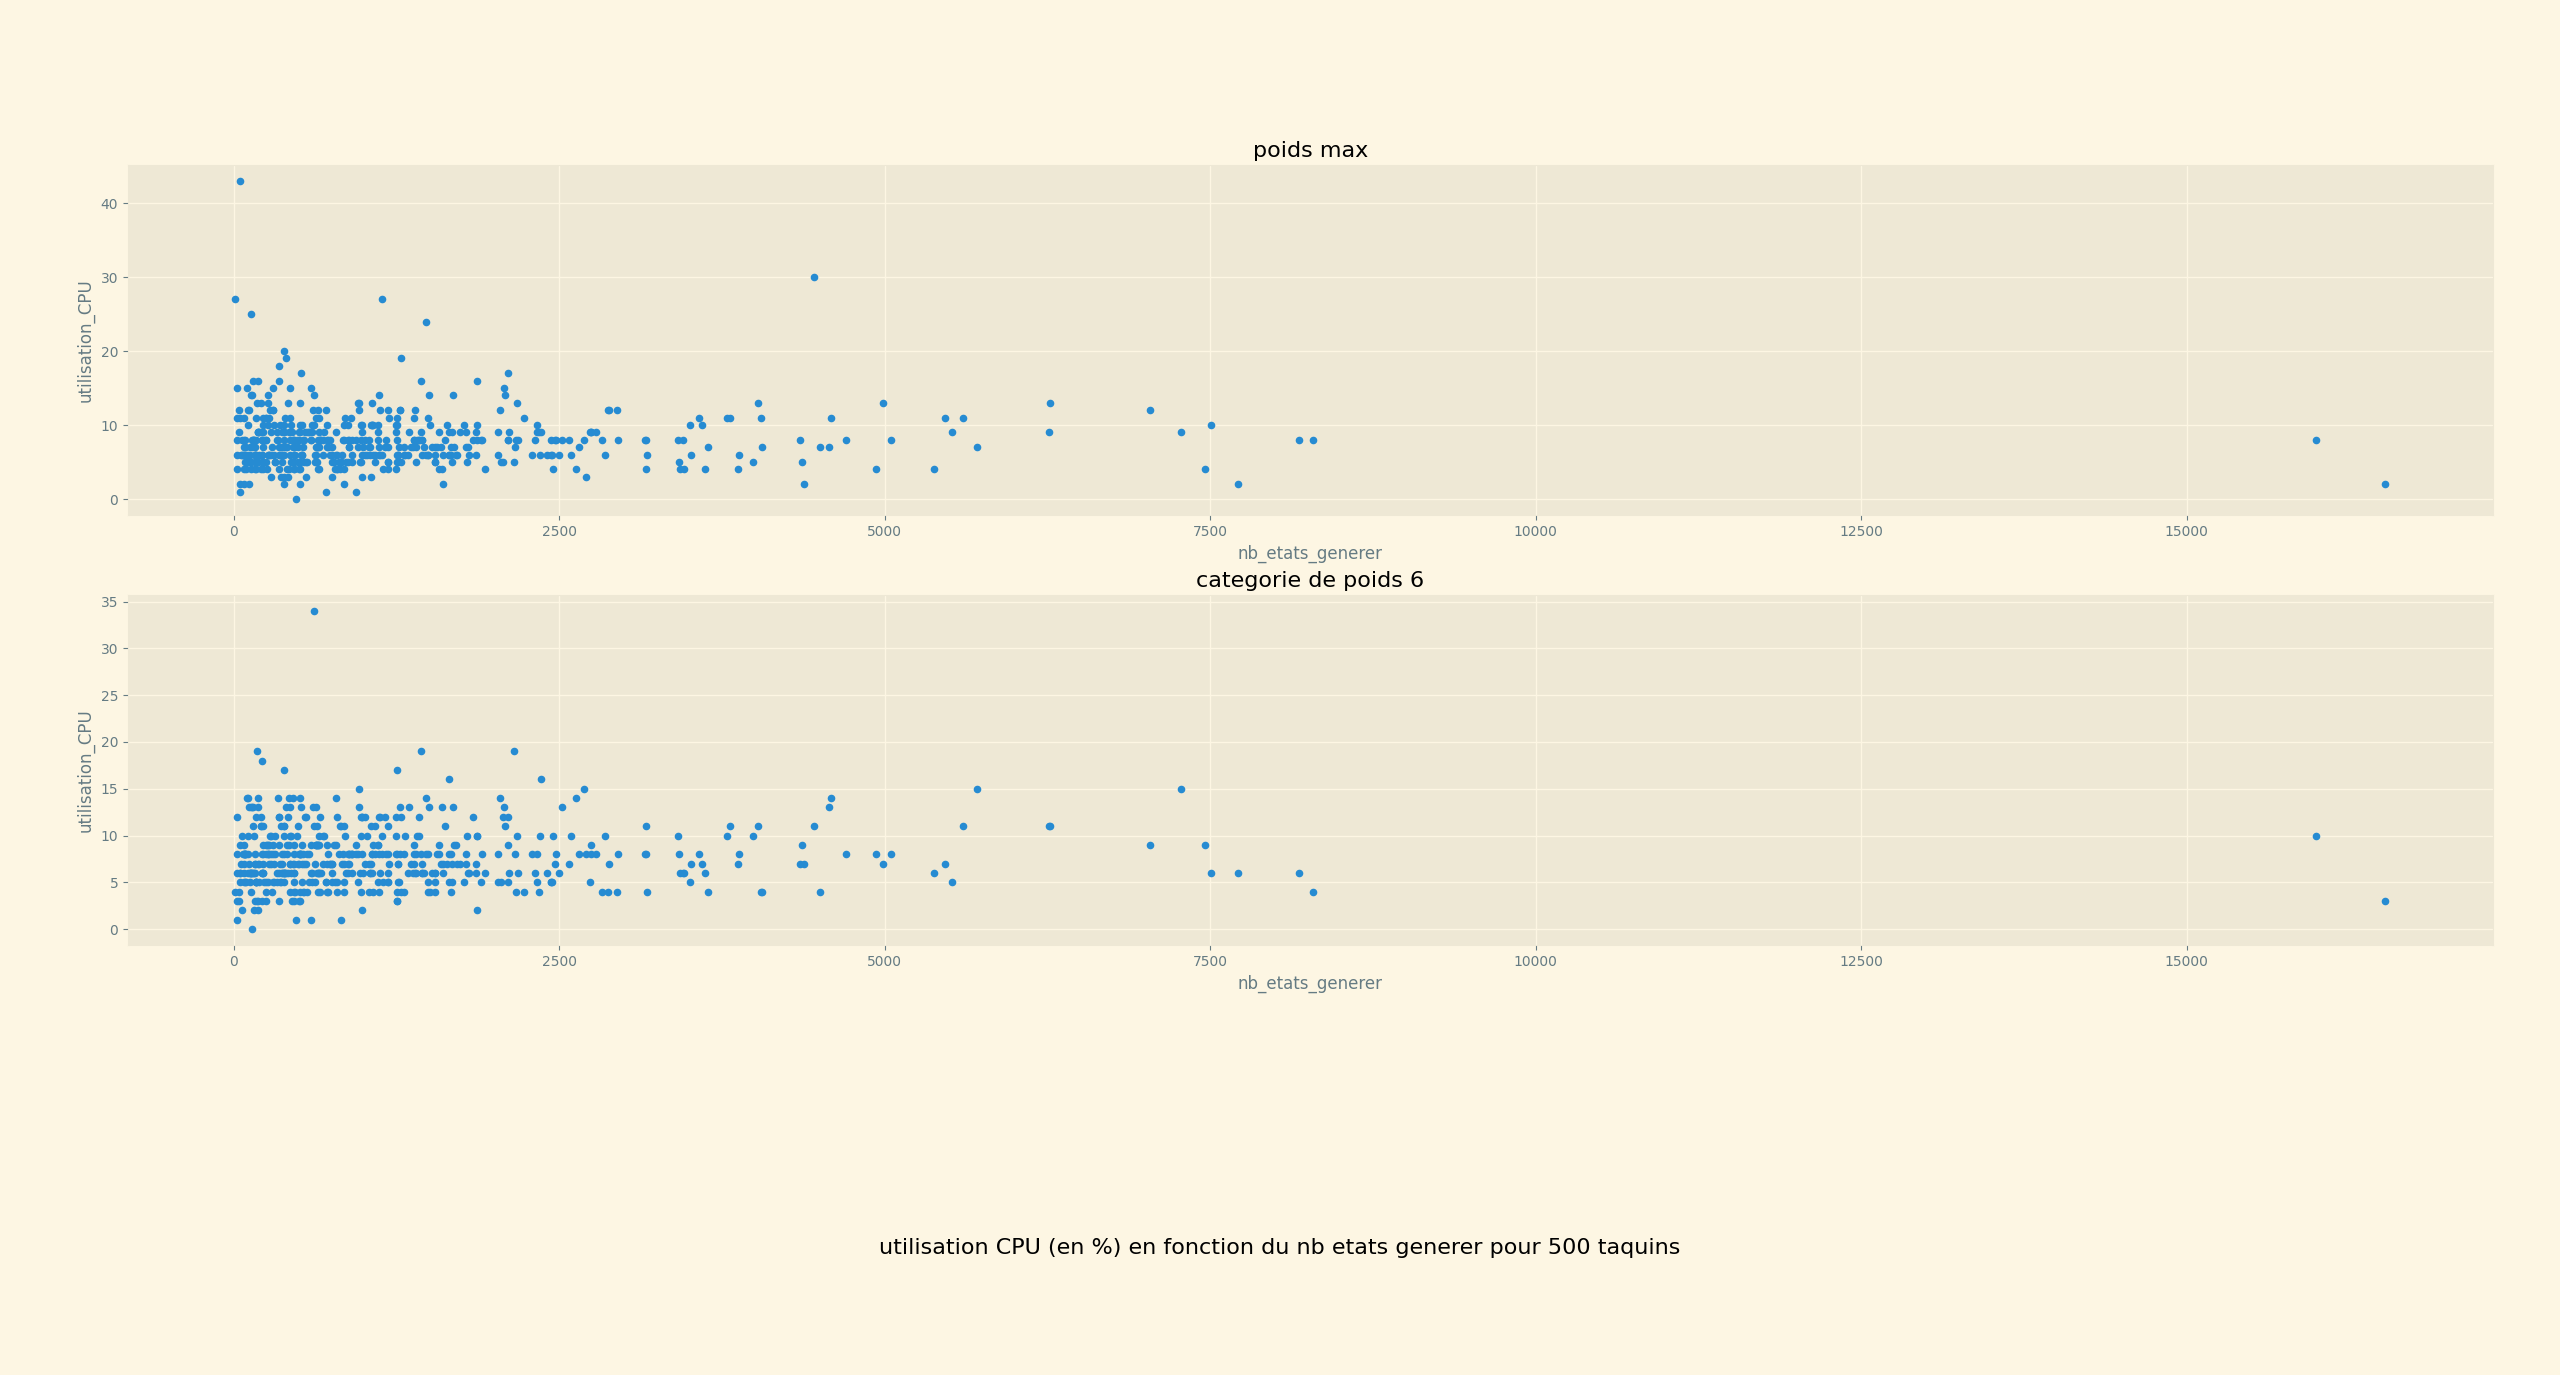 poids max
40
30
20
10
0
utilisation_CPU
0 2500 5000 7500 10000 12500 15000
nb_etats_generer
categorie de poids 6
35
30
25
20
15
10
5
0
utilisation_CPU
0 2500 5000 7500 10000 12500 15000
nb_etats_generer
utilisation CPU (en %) en fonction du nb etats generer pour 500 taquins